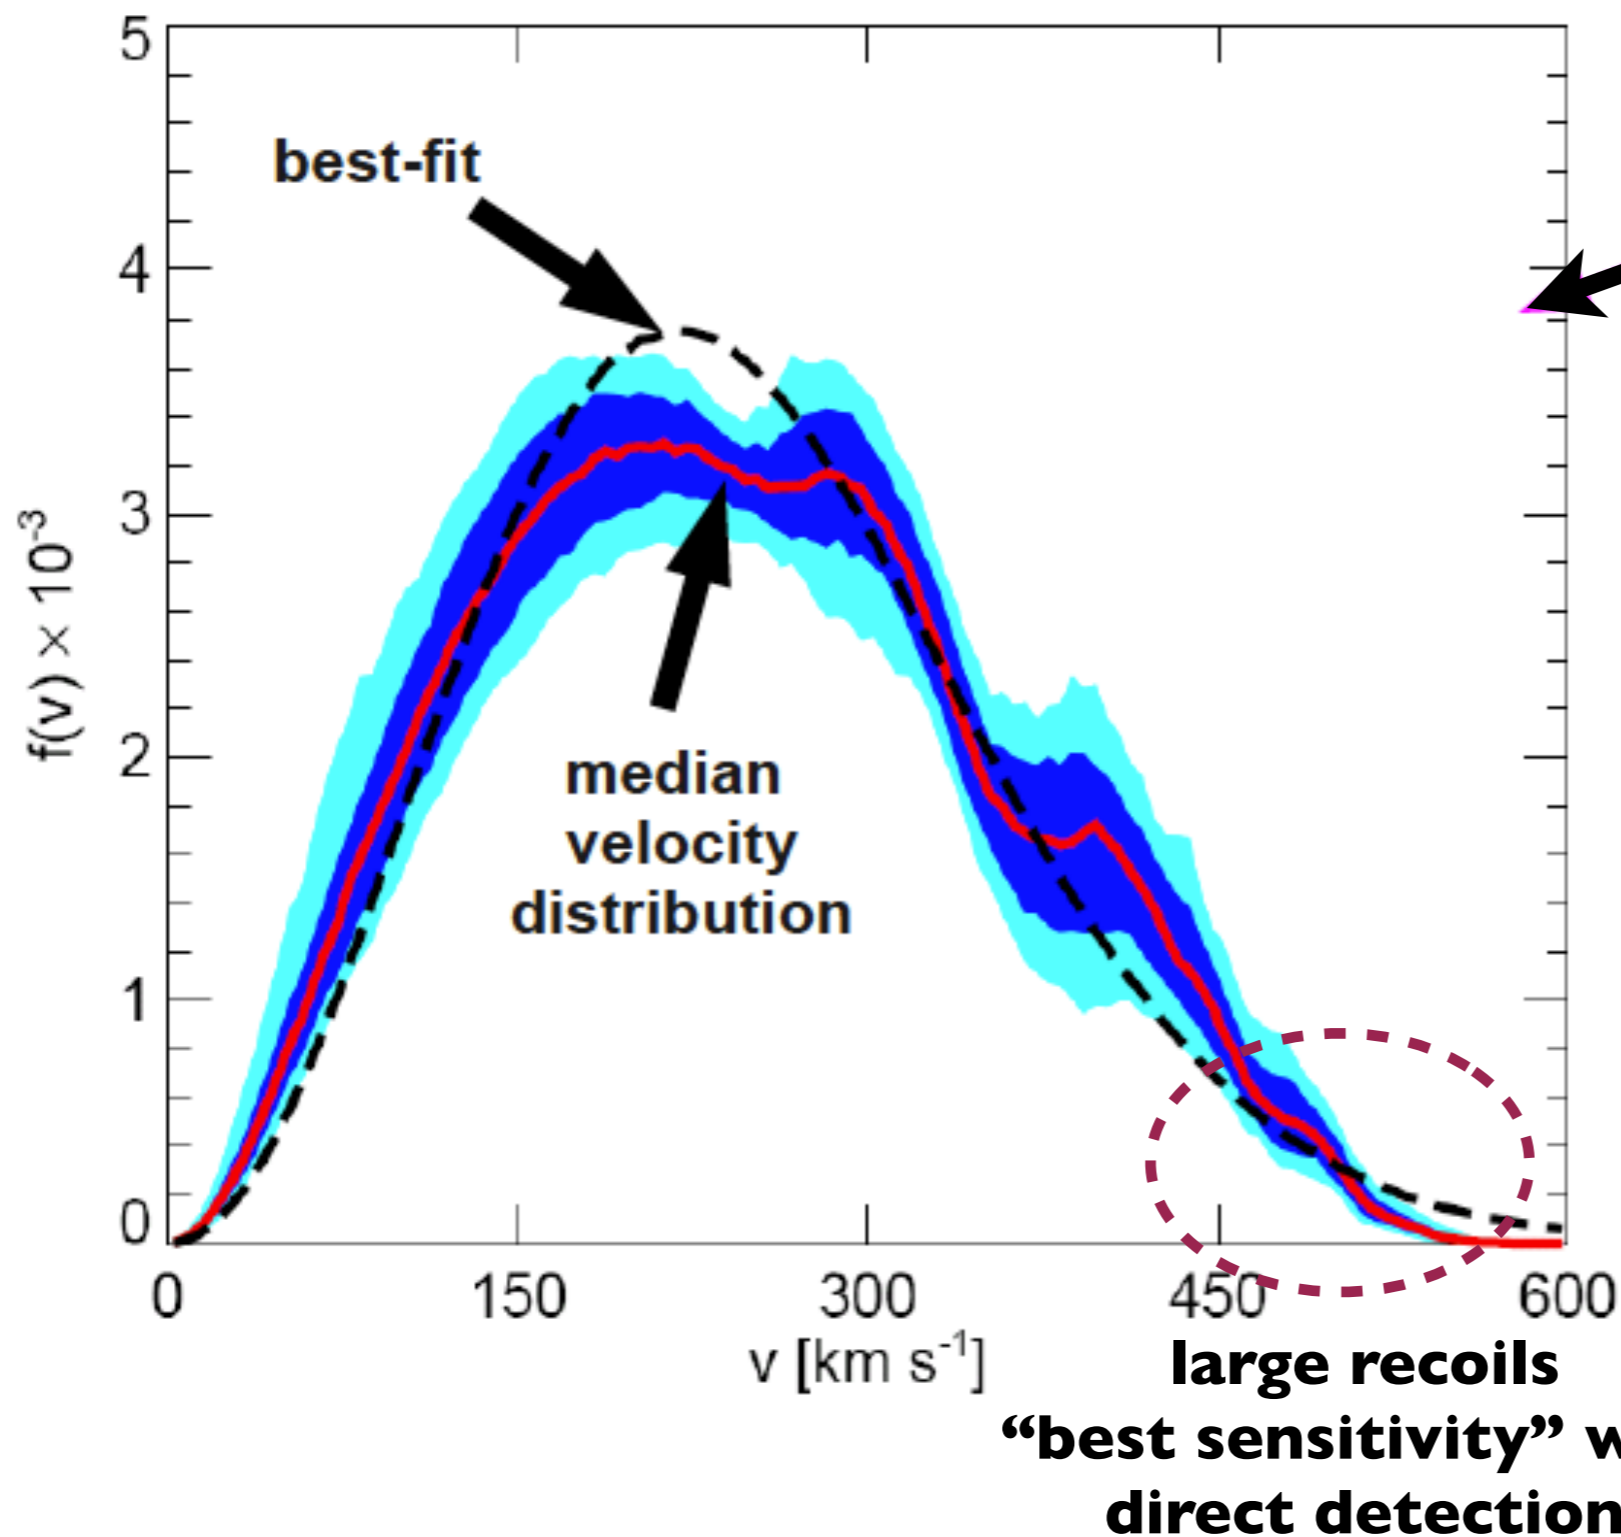 5
best-fit
4
3
f(v) × 10⁻³
2
median
velocity
distribution
1
0
0 150 300 450 600
v [km s⁻¹]
large recoils
“best sensitivity” w
direct detection